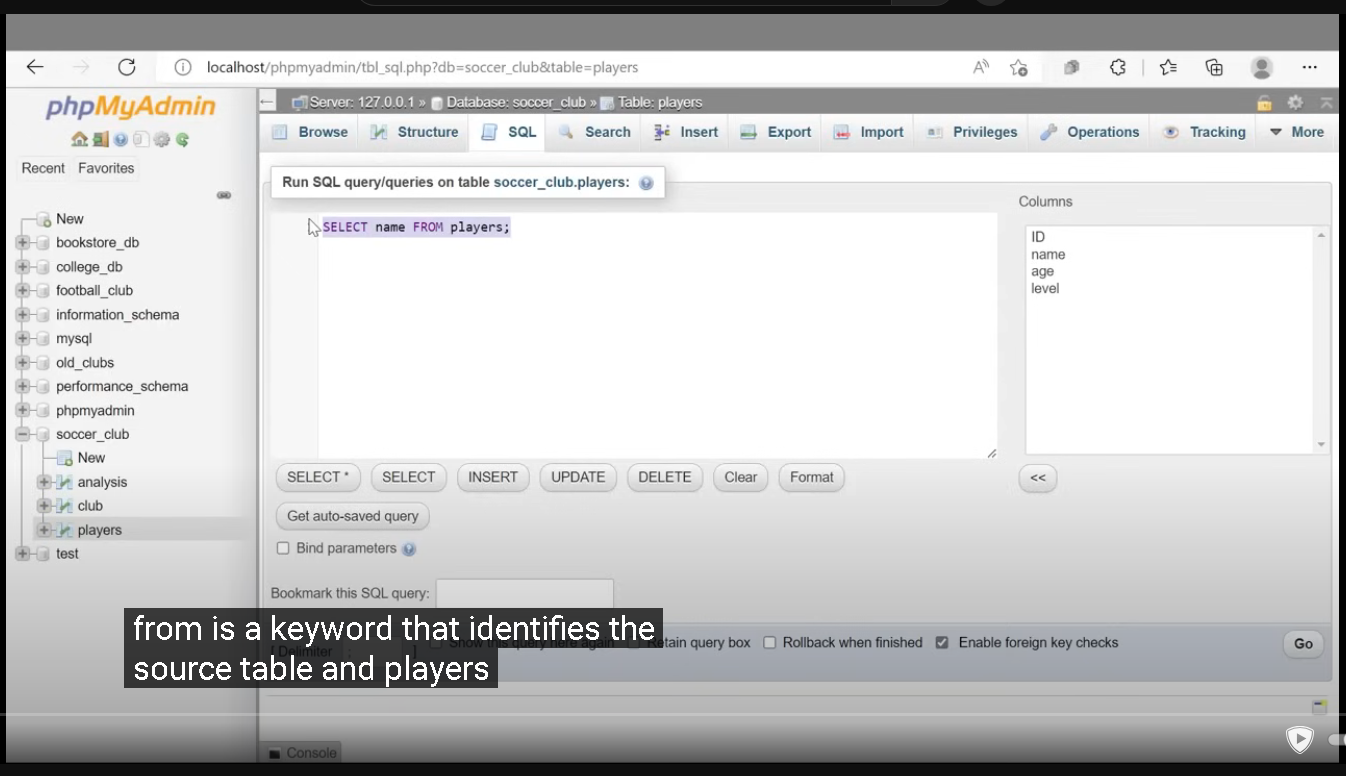 localhost/phpmyadmin/tbl_sql.php?db=soccer_club&table=players
phpMyAdmin
Recent Favorites
New
bookstore_db
college_db
football_club
information_schema
mysql
old_clubs
performance_schema
phpmyadmin
soccer_club
New
analysis
club
players
test
Server: 127.0.0.1 » Database: soccer_club » Table: players
Browse Structure SQL Search Insert Export Import Privileges Operations Tracking More
Run SQL query/queries on table soccer_club.players:
SELECT name FROM players;
Columns
ID
name
age
level
SELECT * SELECT INSERT UPDATE DELETE Clear Format <<
Get auto-saved query
Bind parameters
Bookmark this SQL query:
[ Delimiter ; ] Show this query here again Retain query box Rollback when finished Enable foreign key checks Go
from is a keyword that identifies the
source table and players
Console